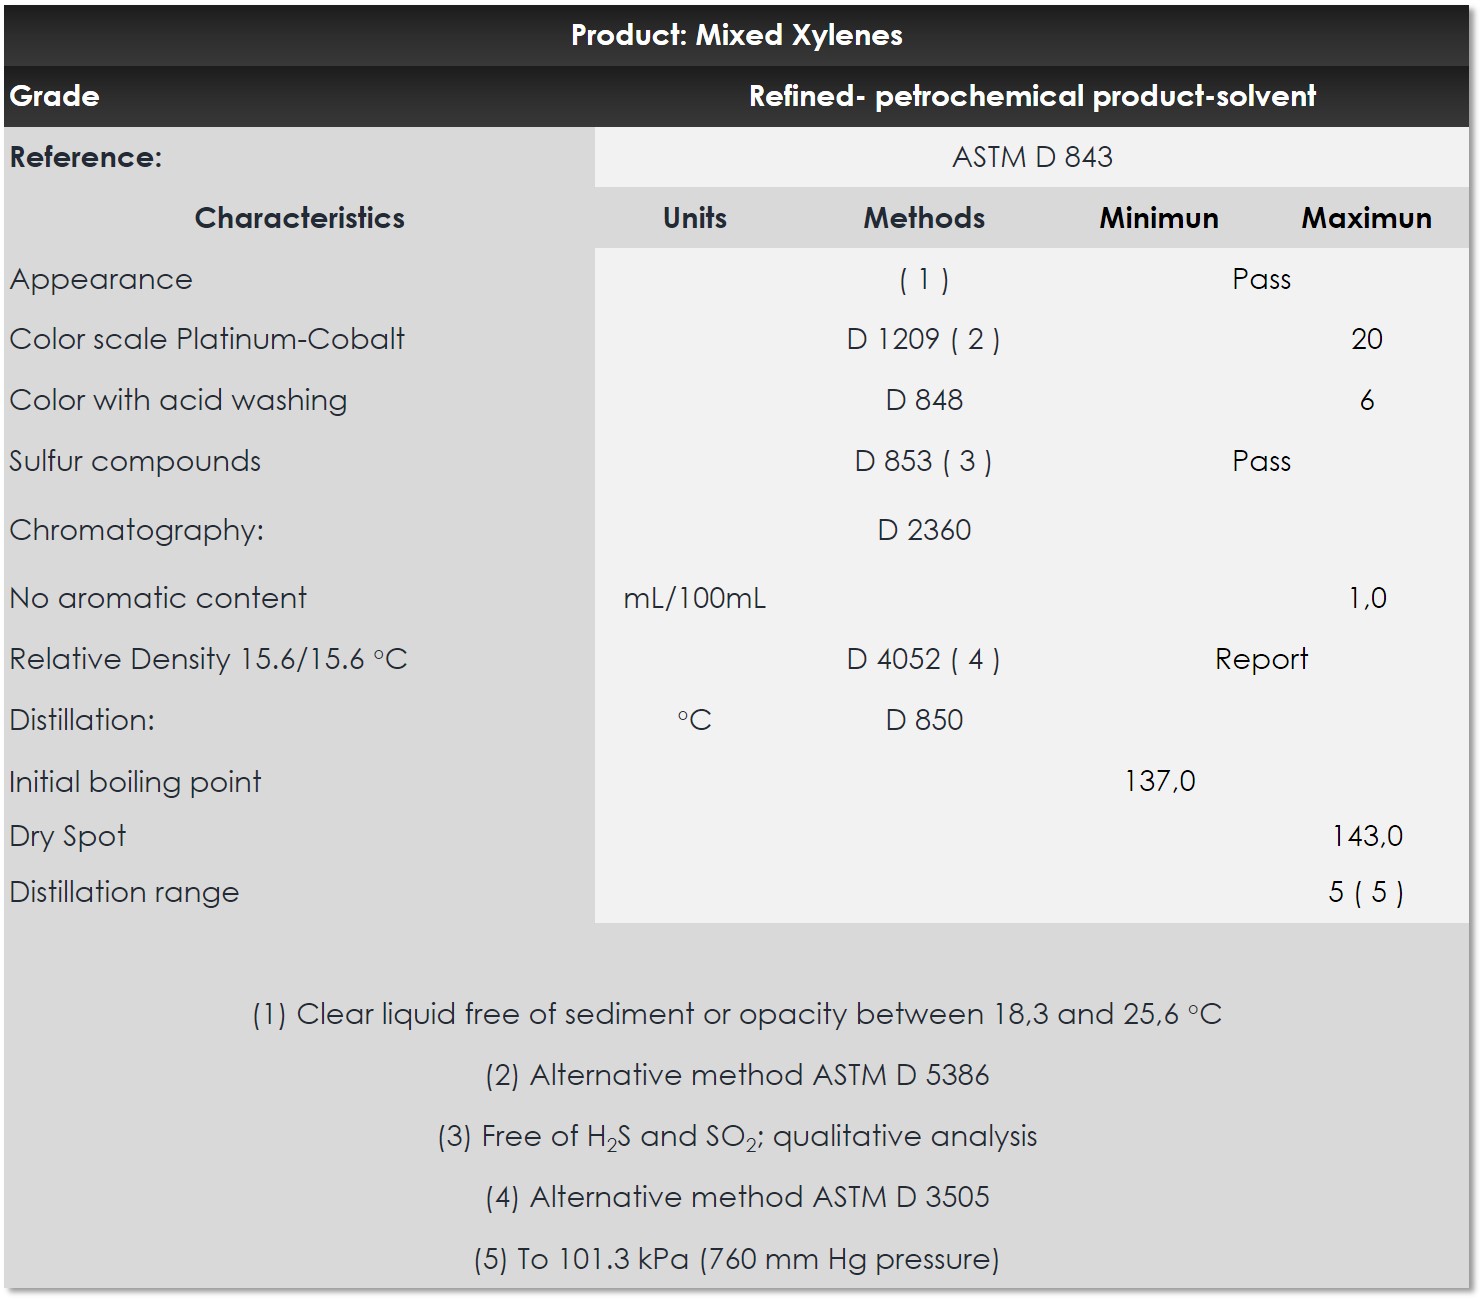 Product: Mixed Xylenes
Grade Refined- petrochemical product-solvent
Reference: ASTM D 843
Characteristics Units Methods Minimun Maximun
Appearance ( 1 ) Pass
Color scale Platinum-Cobalt D 1209 ( 2 ) 20
Color with acid washing D 848 6
Sulfur compounds D 853 ( 3 ) Pass
Chromatography: D 2360
No aromatic content mL/100mL 1,0
Relative Density 15.6/15.6 °C D 4052 ( 4 ) Report
Distillation: °C D 850
Initial boiling point 137,0
Dry Spot 143,0
Distillation range 5 ( 5 )
(1) Clear liquid free of sediment or opacity between 18,3 and 25,6 °C
(2) Alternative method ASTM D 5386
(3) Free of H₂S and SO₂; qualitative analysis
(4) Alternative method ASTM D 3505
(5) To 101.3 kPa (760 mm Hg pressure)